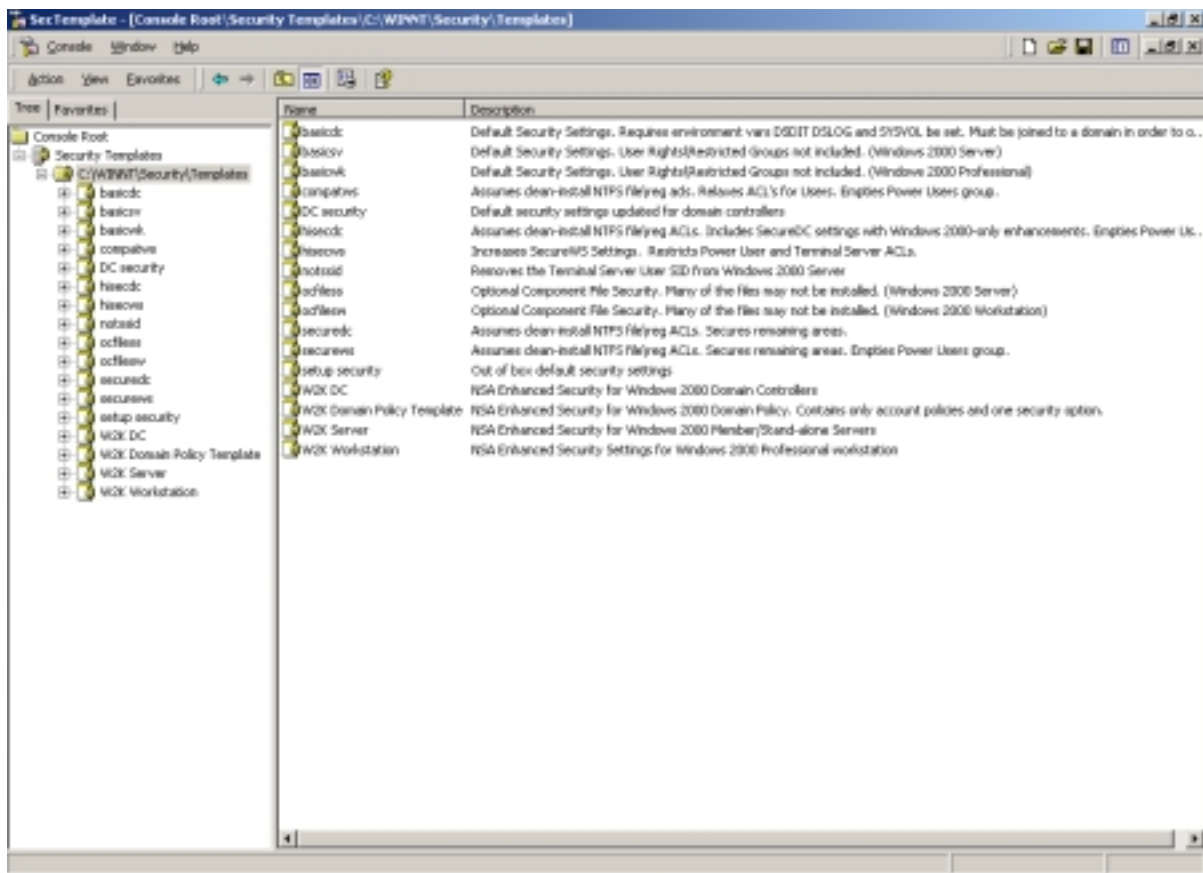 SecTemplate - [Console Root\Security Templates\C:\WINNT\Security\Templates]
Console Window Help
Action View Favorites
Tree Favorites
Name Description
Console Root
Security Templates
C:\WINNT\Security\Templates
basicdc
basicsv
basicwk
compatws
DC security
hisecdc
hisecws
notssid
ocfiless
ocfilesw
securedc
securews
setup security
W2K DC
W2K Domain Policy Template
W2K Server
W2K Workstation
basicdc Default Security Settings. Requires environment vars DSDIT DSLOG and SYSVOL be set. Must be joined to a domain in order to o...
basicsv Default Security Settings. User Rights\Restricted Groups not included. (Windows 2000 Server)
basicwk Default Security Settings. User Rights\Restricted Groups not included. (Windows 2000 Professional)
compatws Assumes clean-install NTFS file\reg acls. Relaxes ACL's for Users. Empties Power Users group.
DC security Default security settings updated for domain controllers
hisecdc Assumes clean-install NTFS file\reg ACLs. Includes SecureDC settings with Windows 2000-only enhancements. Empties Power Us...
hisecws Increases SecureWS Settings. Restricts Power User and Terminal Server ACLs.
notssid Removes the Terminal Server User SID from Windows 2000 Server
ocfiless Optional Component File Security. Many of the files may not be installed. (Windows 2000 Server)
ocfilesw Optional Component File Security. Many of the files may not be installed. (Windows 2000 Workstation)
securedc Assumes clean-install NTFS file\reg ACLs. Secures remaining areas.
securews Assumes clean-install NTFS file\reg ACLs. Secures remaining areas. Empties Power Users group.
setup security Out of box default security settings
W2K DC NSA Enhanced Security for Windows 2000 Domain Controllers
W2K Domain Policy Template NSA Enhanced Security for Windows 2000 Domain Policy. Contains only account policies and one security option.
W2K Server NSA Enhanced Security for Windows 2000 Member/Stand-alone Servers
W2K Workstation NSA Enhanced Security Settings for Windows 2000 Professional workstation